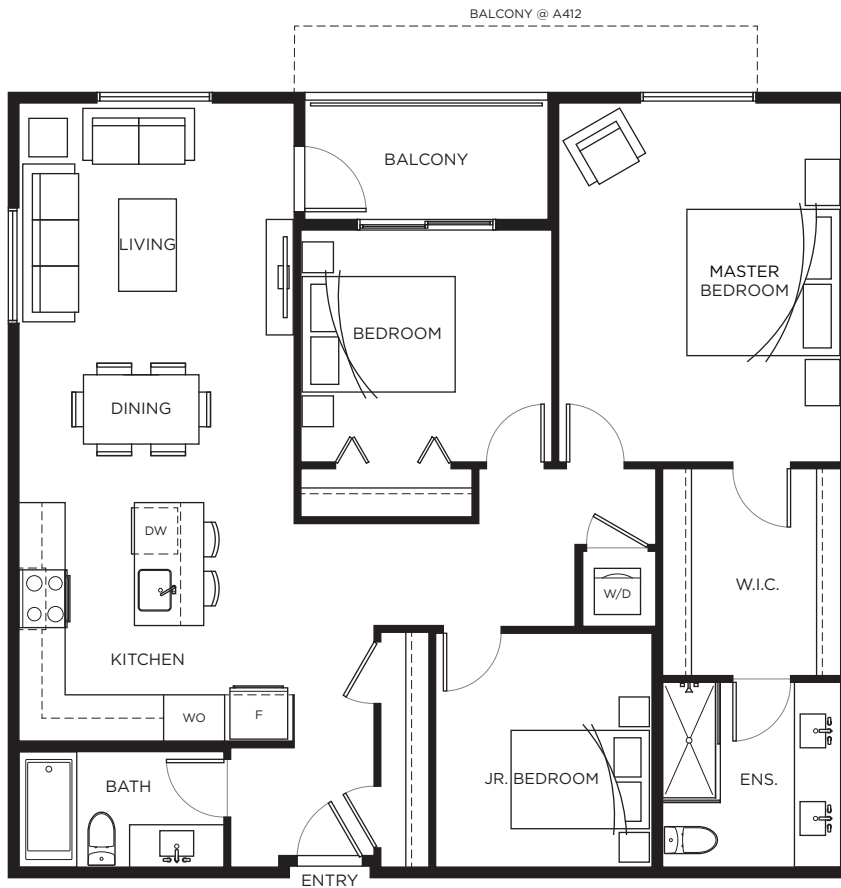 BALCONY @ A412
BALCONY
LIVING
MASTER
BEDROOM
BEDROOM
DINING
DW
W/D
W.I.C.
KITCHEN
WO
F
BATH
JR. BEDROOM
ENS.
ENTRY